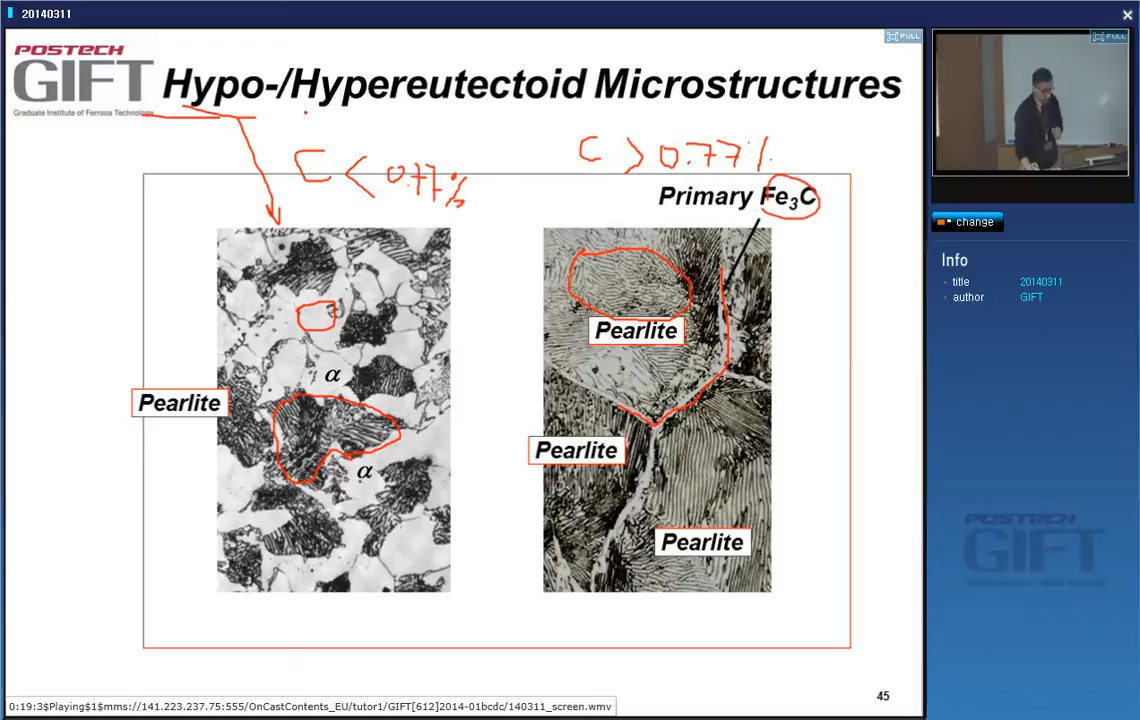 20140311
POSTECH
GIFT
Graduate Institute of Ferrous Technology
Hypo-/Hypereutectoid Microstructures
FULL
FULL
C < 0.77%
C > 0.77%
Primary Fe3C
change
Info
title 20140311
author GIFT
Pearlite
α
Pearlite
Pearlite
α
Pearlite
POSTECH
GIFT
45
0:19:3$Playing$1$mms://141.223.237.75:555/OnCastContents_EU/tutor1/GIFT[612]2014-01bcdc/140311_screen.wmv